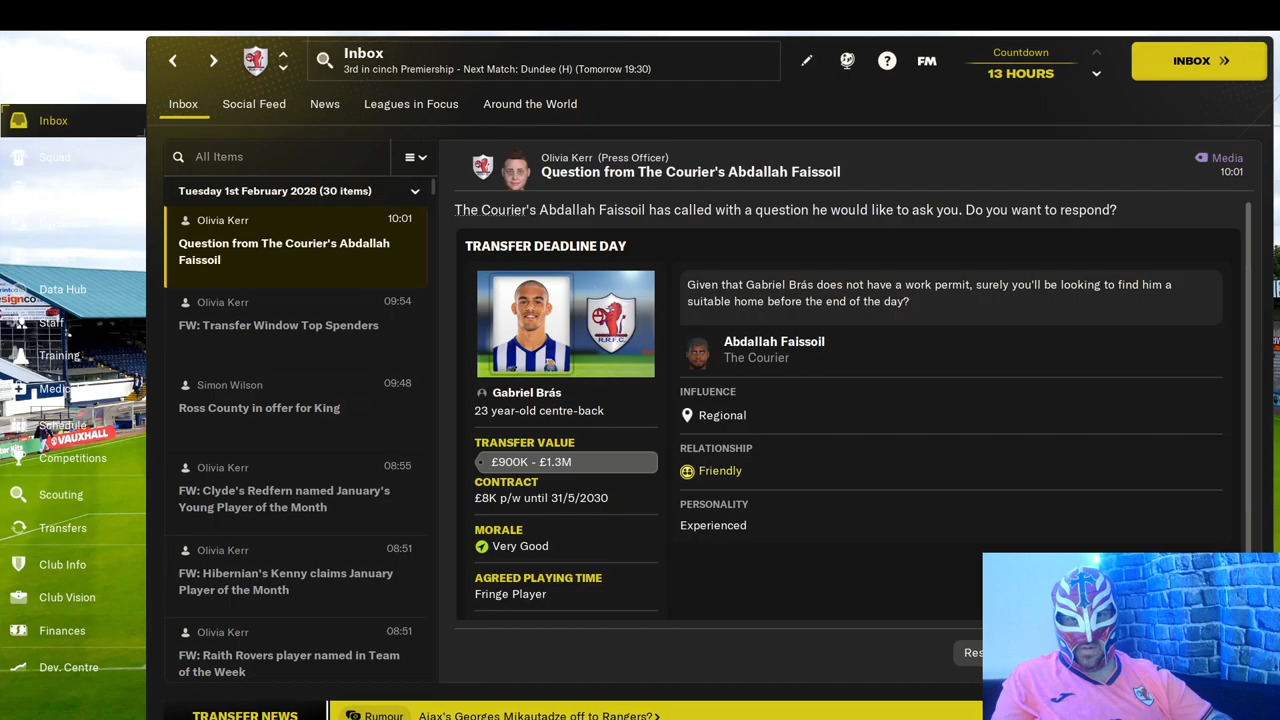 Inbox
3rd in cinch Premiership - Next Match: Dundee (H) (Tomorrow 19:30)
FM
Countdown
13 HOURS
INBOX
Inbox
Social Feed
News
Leagues in Focus
Around the World
Inbox
Squad
Data Hub
Staff
Training
Schedule
VAUXHALL
Competitions
Scouting
Transfers
Club Info
Club Vision
Finances
Dev. Centre
All Items
Tuesday 1st February 2028 (30 items)
Olivia Kerr
10:01
Question from The Courier's Abdallah
Faissoil
Olivia Kerr
09:54
FW: Transfer Window Top Spenders
Simon Wilson
09:48
Ross County in offer for King
Olivia Kerr
08:55
FW: Clyde's Redfern named January's
Young Player of the Month
Olivia Kerr
08:51
FW: Hibernian's Kenny claims January
Player of the Month
Olivia Kerr
08:51
FW: Raith Rovers player named in Team
of the Week
Olivia Kerr (Press Officer)
Question from The Courier's Abdallah Faissoil
Media
10:01
The Courier's Abdallah Faissoil has called with a question he would like to ask you. Do you want to respond?
TRANSFER DEADLINE DAY
R.R.F.C.
Gabriel Brás
23 year-old centre-back
TRANSFER VALUE
£900K - £1.3M
CONTRACT
£8K p/w until 31/5/2030
MORALE
Very Good
AGREED PLAYING TIME
Fringe Player
Given that Gabriel Brás does not have a work permit, surely you'll be looking to find him a
suitable home before the end of the day?
Abdallah Faissoil
The Courier
INFLUENCE
Regional
RELATIONSHIP
Friendly
PERSONALITY
Experienced
Res
TRANSFER NEWS
Rumour
Ajax's Georges Mikautadze off to Rangers?>